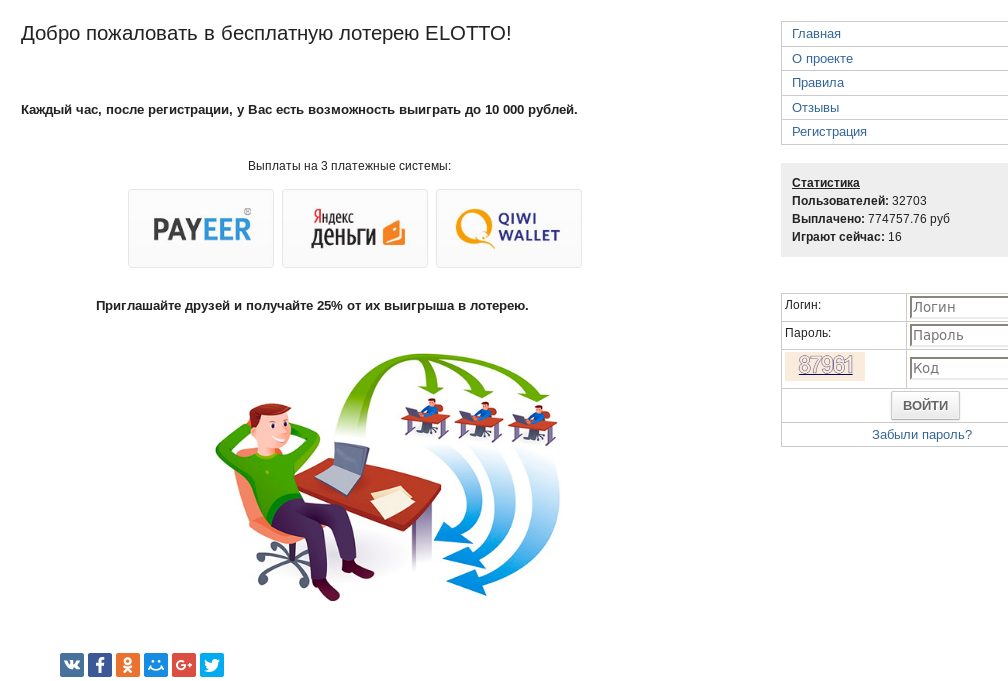 Добро пожаловать в бесплатную лотерею ELOTTO!
Каждый час, после регистрации, у Вас есть возможность выиграть до 10 000 рублей.
Выплаты на 3 платежные системы:
PAYEER®
Яндекс
деньги
QIWI
WALLET
Приглашайте друзей и получайте 25% от их выигрыша в лотерею.
Главная
О проекте
Правила
Отзывы
Регистрация
Статистика
Пользователей: 32703
Выплачено: 774757.76 руб
Играют сейчас: 16
Логин: Логин
Пароль: Пароль
87961 Код
ВОЙТИ
Забыли пароль?